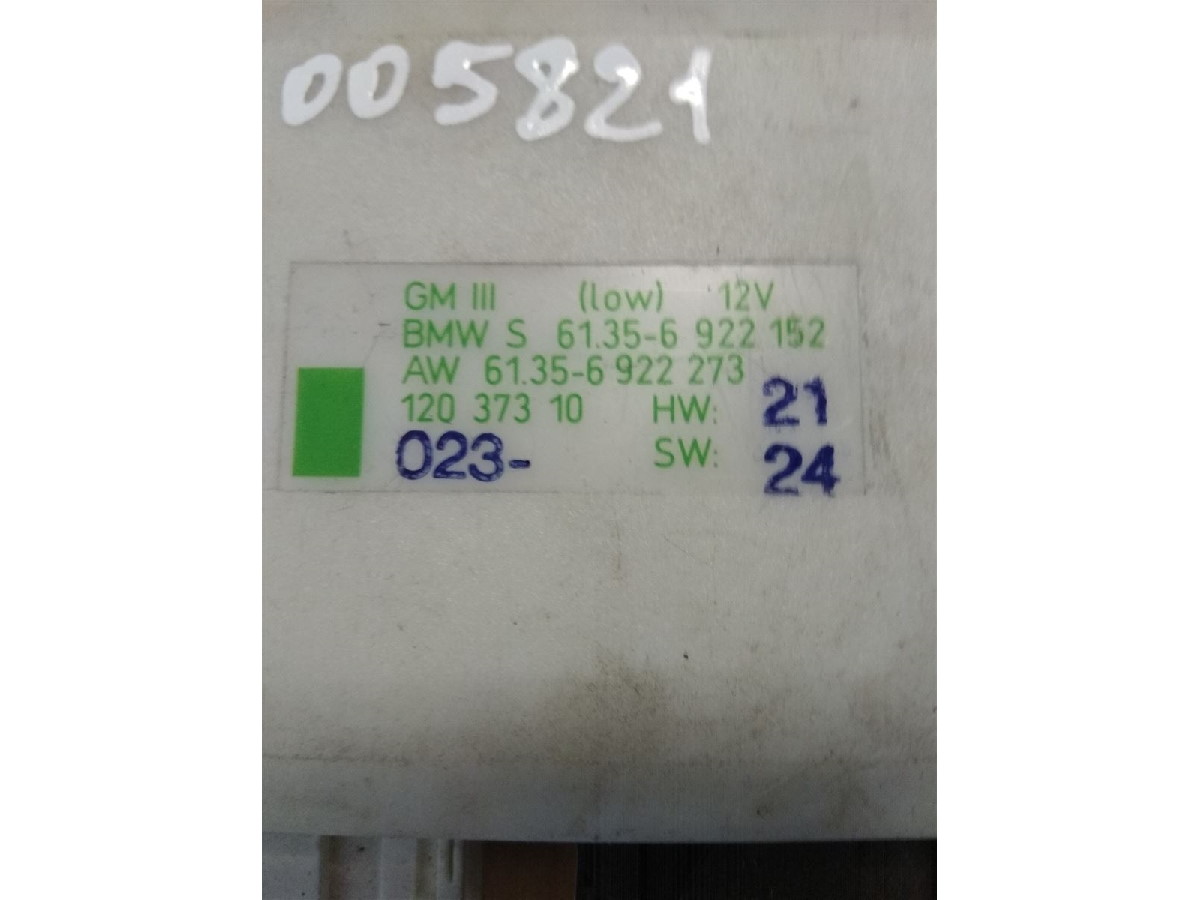 005821
GM III (low) 12V
BMW S 61.35-6 922 152
AW 61.35-6 922 273
120 373 10 HW: 21
023- SW: 24